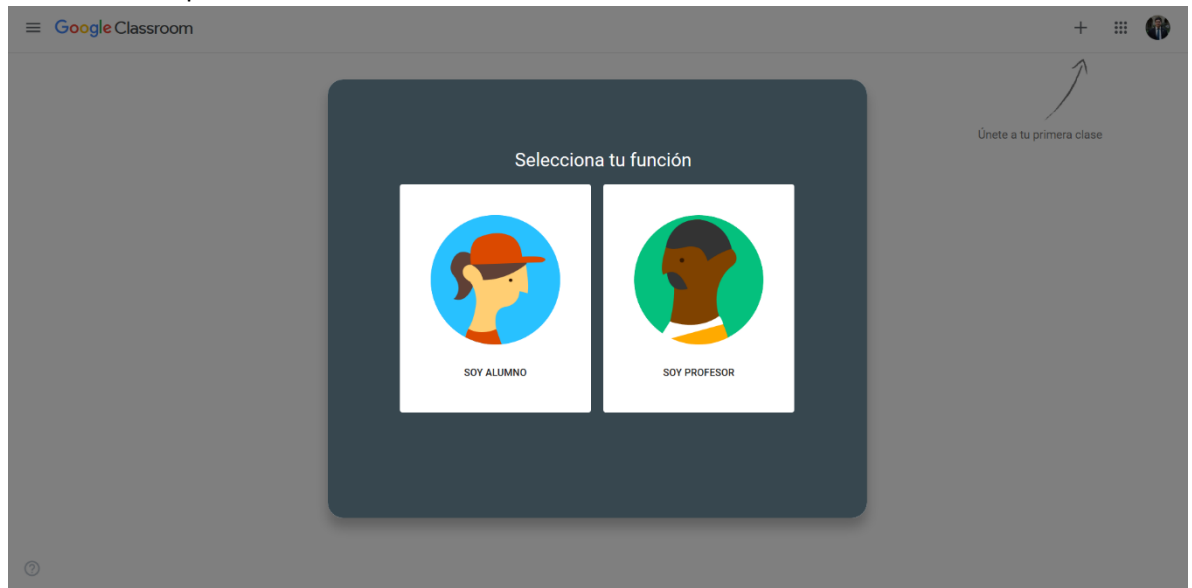 Google Classroom
Únete a tu primera clase
Selecciona tu función
SOY ALUMNO
SOY PROFESOR